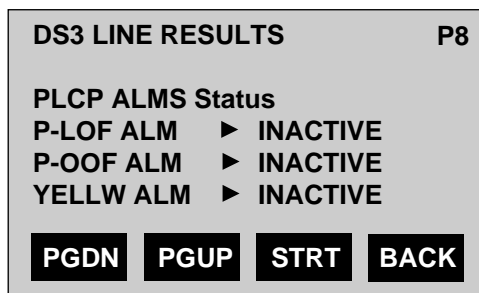 DS3 LINE RESULTS P8
PLCP ALMS Status
P-LOF ALM ► INACTIVE
P-OOF ALM ► INACTIVE
YELLW ALM ► INACTIVE
PGDN PGUP STRT BACK